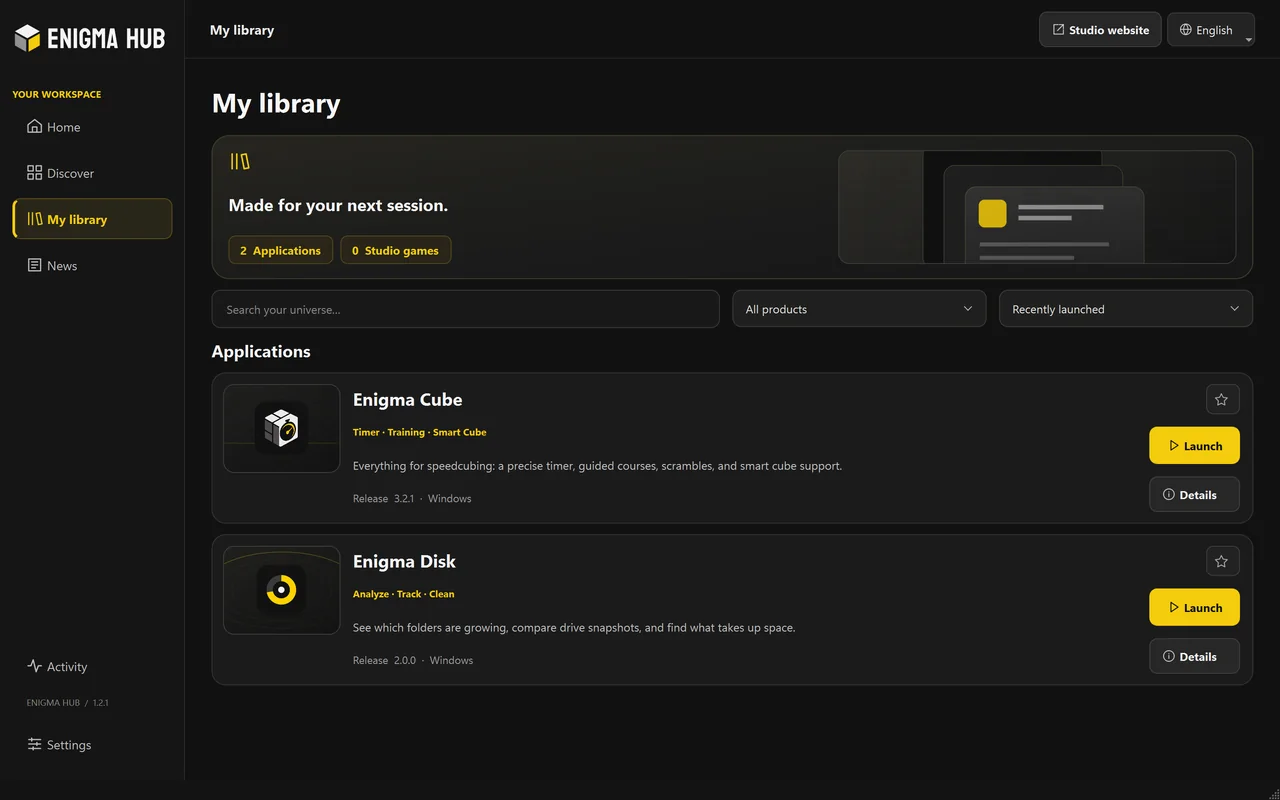 ENIGMA HUB
My library
Studio website
English
YOUR WORKSPACE
Home
Discover
My library
News
Activity
ENIGMA HUB / 1.2.1
Settings
My library
Made for your next session.
2 Applications
0 Studio games
Search your universe...
All products
Recently launched
Applications
Enigma Cube
Timer · Training · Smart Cube
Everything for speedcubing: a precise timer, guided courses, scrambles, and smart cube support.
Release 3.2.1 · Windows
Launch
Details
Enigma Disk
Analyze · Track · Clean
See which folders are growing, compare drive snapshots, and find what takes up space.
Release 2.0.0 · Windows
Launch
Details